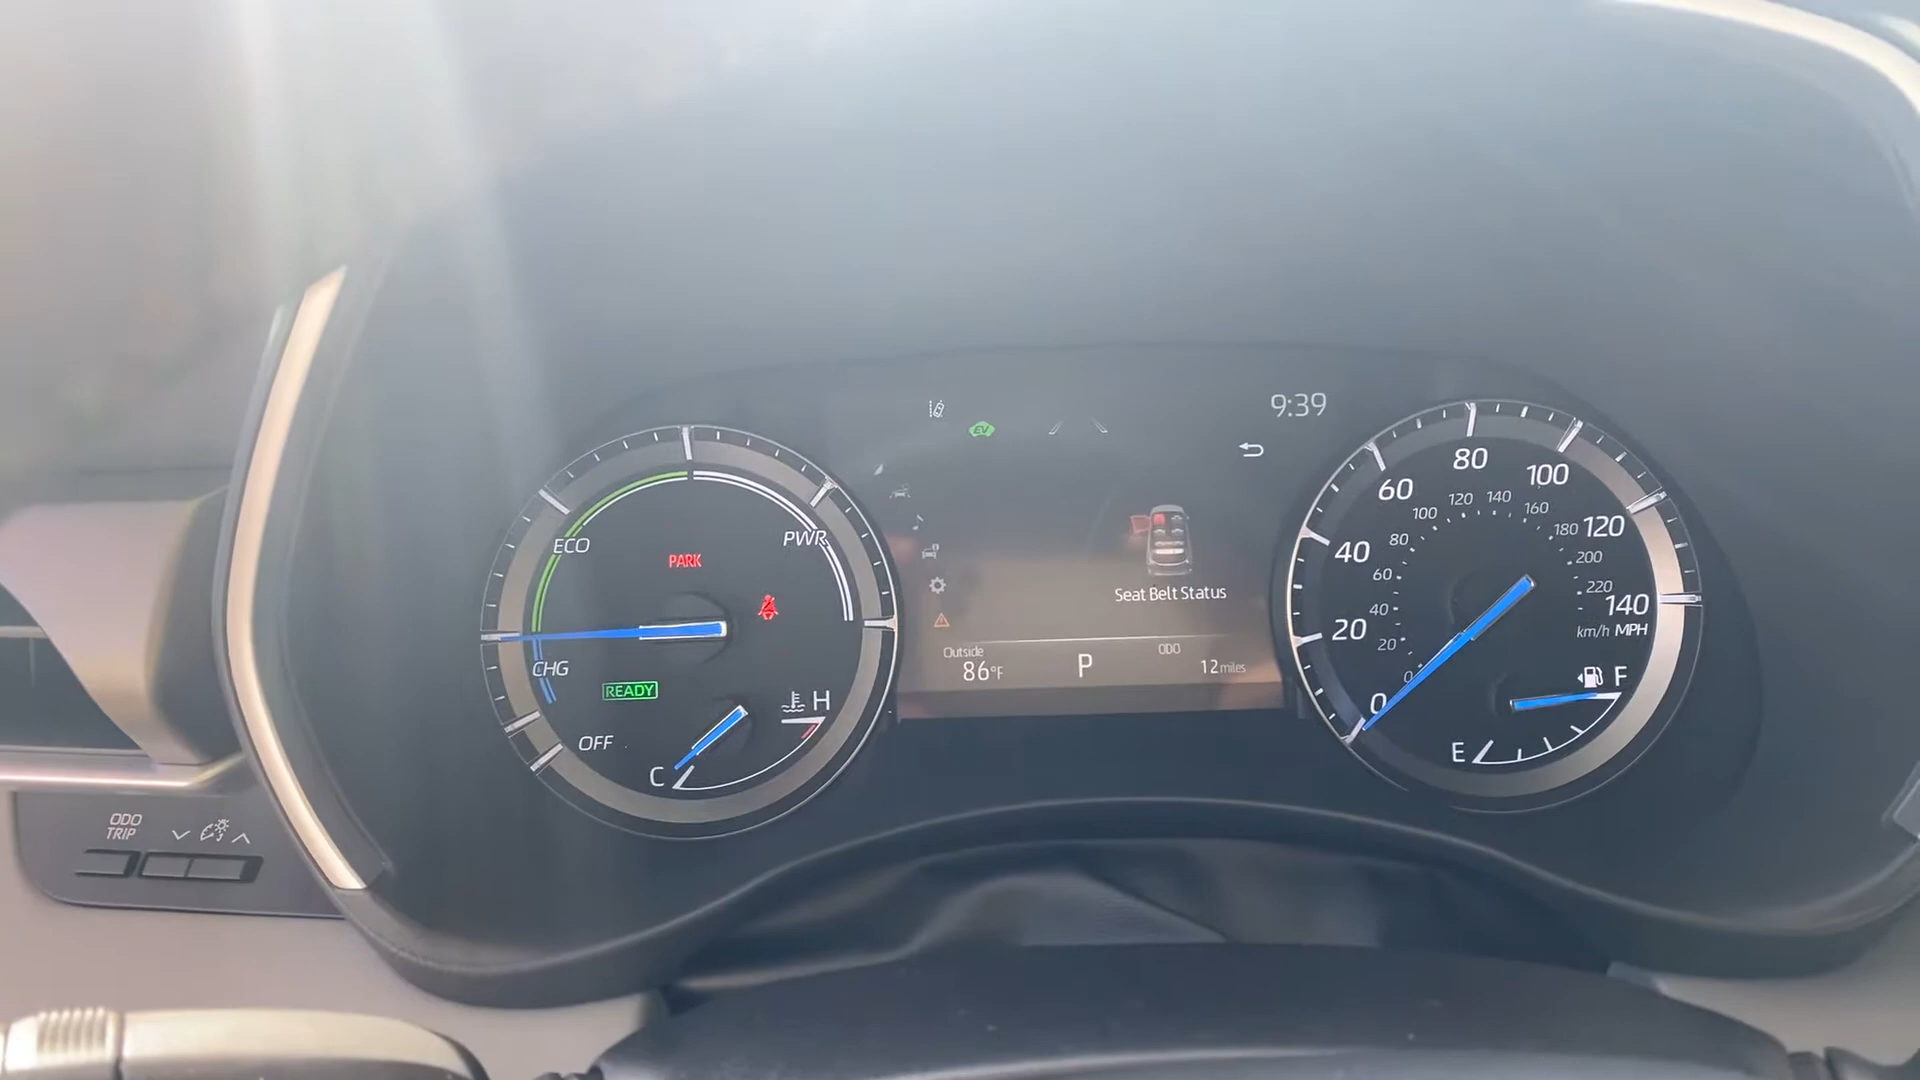 9:39
EV
ECO
PWR
PARK
CHG
READY
OFF
C
H
Seat Belt Status
Outside
86°F
P
ODO
12 miles
0
20
40
60
80
100
120
140
0
20
40
60
80
100
120
140
160
180
200
220
km/h MPH
F
E
ODO
TRIP